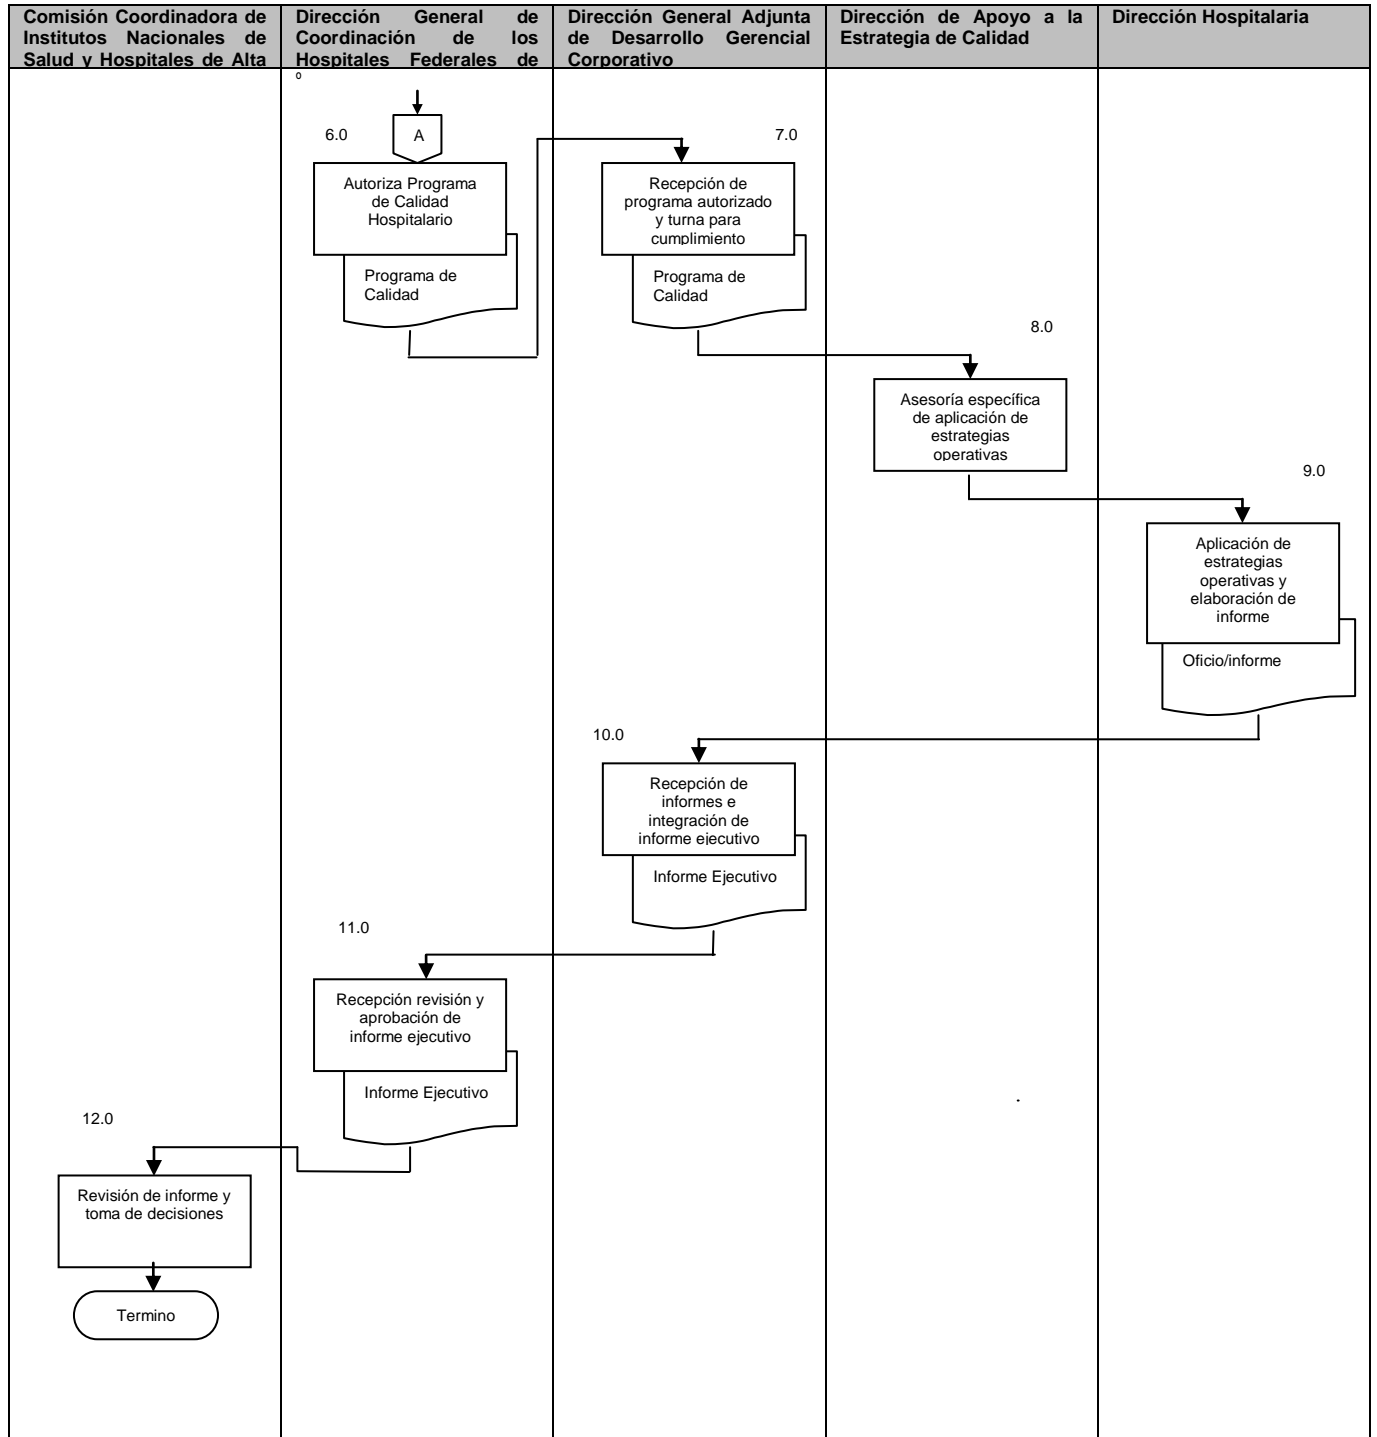 Comisión Coordinadora de
Institutos Nacionales de
Salud y Hospitales de Alta
Dirección General de
Coordinación de los
Hospitales Federales de
Dirección General Adjunta
de Desarrollo Gerencial
Corporativo
Dirección de Apoyo a la
Estrategia de Calidad
Dirección Hospitalaria
o
6.0
A
Autoriza Programa
de Calidad
Hospitalario
Programa de
Calidad
7.0
Recepción de
programa autorizado
y turna para
cumplimiento
Programa de
Calidad
8.0
Asesoría específica
de aplicación de
estrategias
operativas
9.0
Aplicación de
estrategias
operativas y
elaboración de
informe
Oficio/informe
10.0
Recepción de
informes e
integración de
informe ejecutivo
Informe Ejecutivo
11.0
Recepción revisión y
aprobación de
informe ejecutivo
Informe Ejecutivo
.
12.0
Revisión de informe y
toma de decisiones
Termino